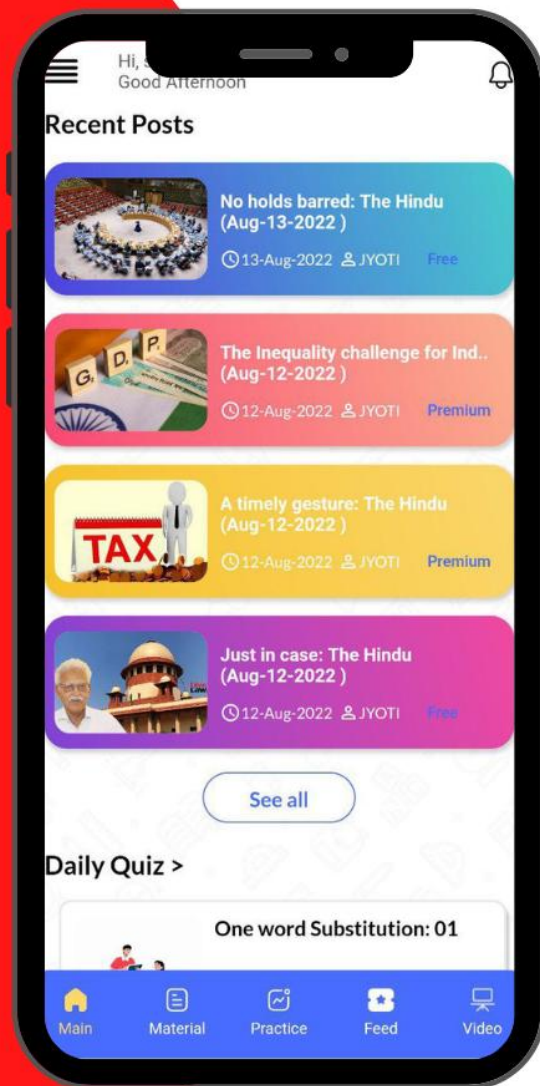 Hi,
Good Afternoon
Recent Posts
No holds barred: The Hindu
(Aug-13-2022 )
13-Aug-2022 JYOTI Free
G D P
The Inequality challenge for Ind..
(Aug-12-2022 )
12-Aug-2022 JYOTI Premium
TAX
A timely gesture: The Hindu
(Aug-12-2022 )
12-Aug-2022 JYOTI Premium
Just in case: The Hindu
(Aug-12-2022 )
12-Aug-2022 JYOTI Free
See all
Daily Quiz >
One word Substitution: 01
Main Material Practice Feed Video